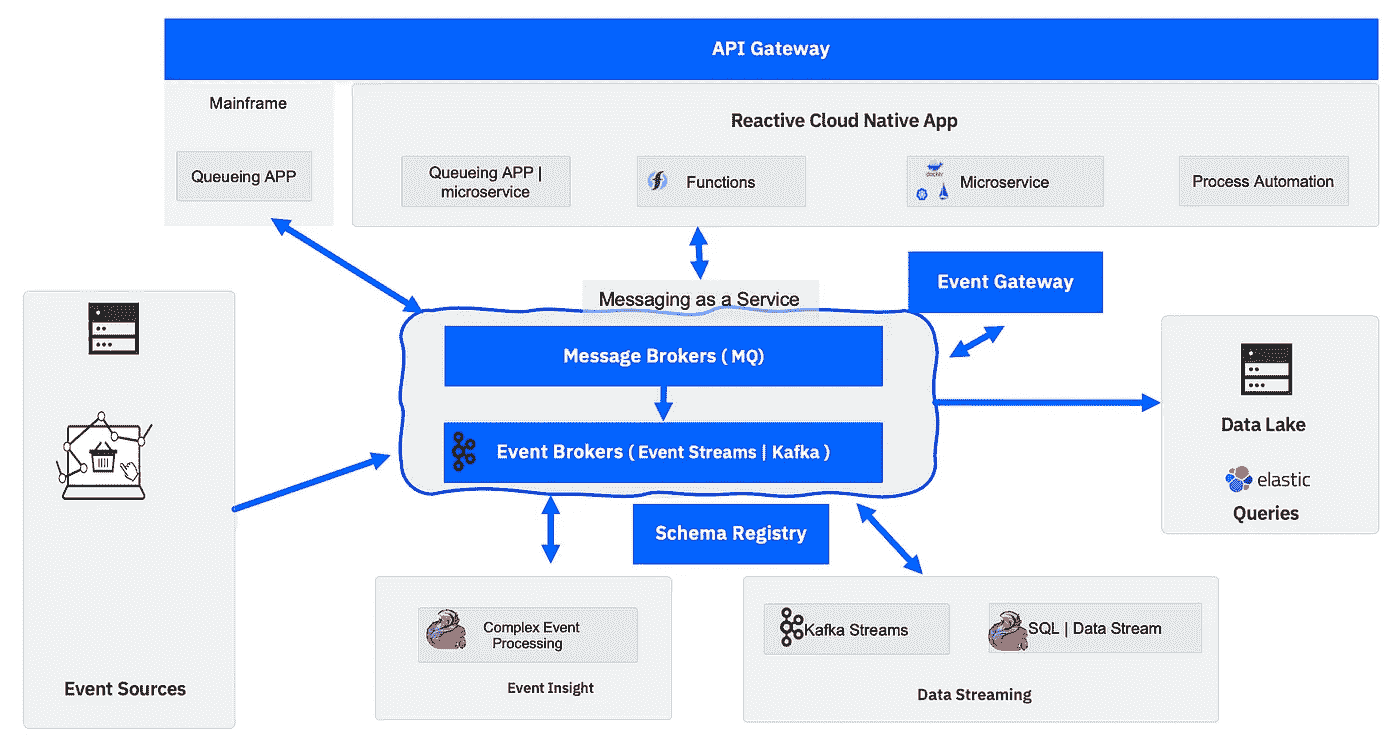 API Gateway
Mainframe
Queueing APP
Reactive Cloud Native App
Queueing APP |
microservice
Functions
docker
Microservice
Process Automation
Messaging as a Service
Event Gateway
Message Brokers ( MQ)
Event Brokers ( Event Streams | Kafka )
Schema Registry
Event Sources
Data Lake
elastic
Queries
Complex Event
Processing
Event Insight
Kafka Streams
SQL | Data Stream
Data Streaming